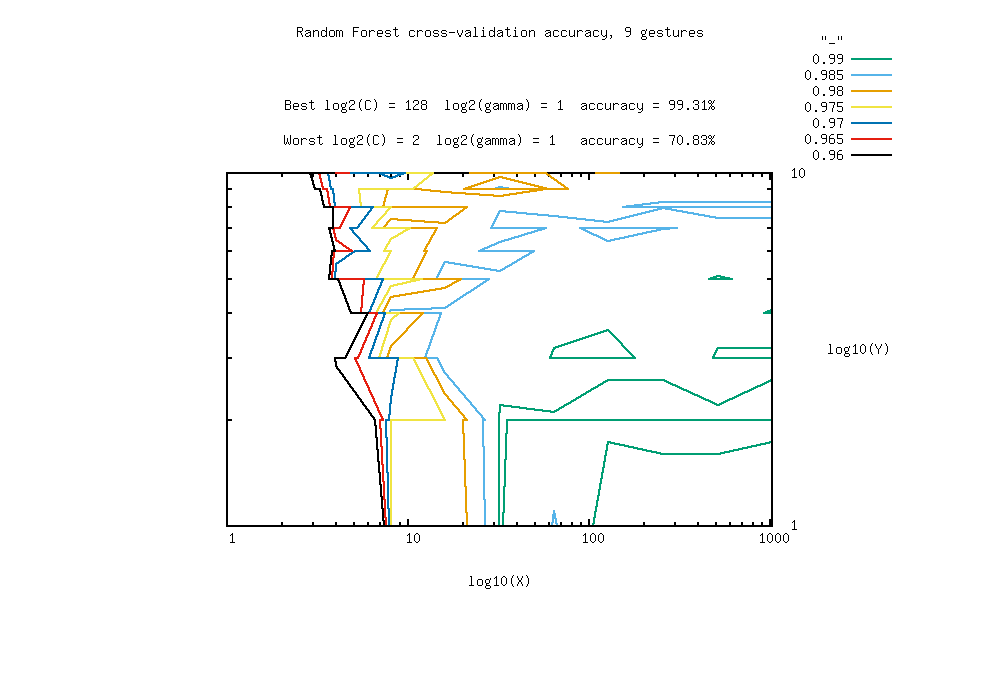 Random Forest cross-validation accuracy, 9 gestures
"_"
0.99
0.985
0.98
0.975
0.97
0.965
0.96
Best log2(C) = 128  log2(gamma) = 1  accuracy = 99.31%
Worst log2(C) = 2  log2(gamma) = 1   accuracy = 70.83%
10
log10(Y)
1
1 10 100 1000
log10(X)